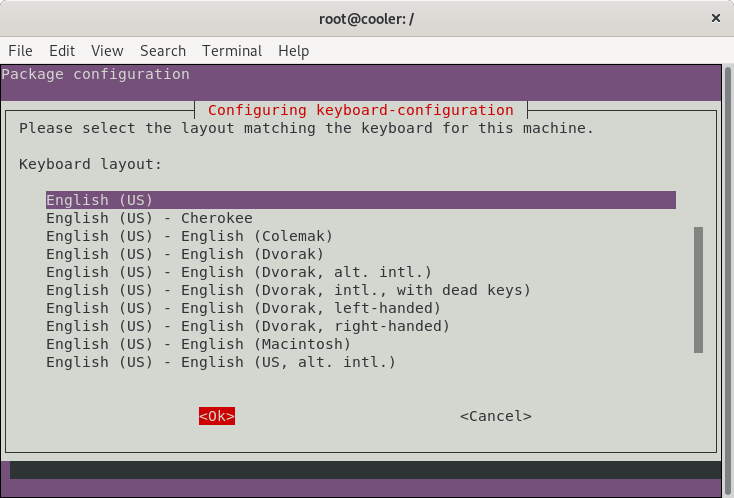 root@cooler: /
×
File Edit View Search Terminal Help
Package configuration
Configuring keyboard-configuration
Please select the layout matching the keyboard for this machine.
Keyboard layout:
English (US)
English (US) - Cherokee
English (US) - English (Colemak)
English (US) - English (Dvorak)
English (US) - English (Dvorak, alt. intl.)
English (US) - English (Dvorak, intl., with dead keys)
English (US) - English (Dvorak, left-handed)
English (US) - English (Dvorak, right-handed)
English (US) - English (Macintosh)
English (US) - English (US, alt. intl.)
<Ok> <Cancel>